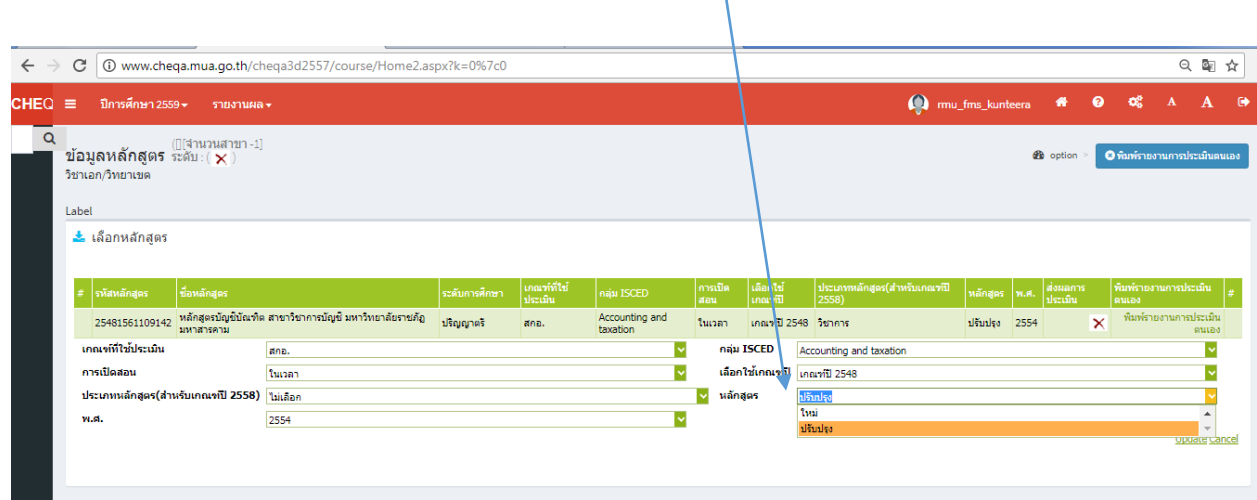 www.cheqa.mua.go.th/cheqa3d2557/course/Home2.aspx?k=0%7c0
CHEQ ปีการศึกษา 2559 รายงานผล rmu_fms_kunteera A A
([จำนวนสาขา -1]
ข้อมูลหลักสูตร ระดับ : ( )
วิชาเอก/วิทยาเขต
option > พิมพ์รายงานการประเมินตนเอง
Label
เลือกหลักสูตร
# รหัสหลักสูตร ชื่อหลักสูตร ระดับการศึกษา เกณฑ์ที่ใช้ประเมิน กลุ่ม ISCED การเปิดสอน เลือกใช้เกณฑ์ปี ประเภทหลักสูตร(สำหรับเกณฑ์ปี 2558) หลักสูตร พ.ศ. ส่งผลการประเมิน พิมพ์รายงานการประเมินตนเอง #
25481561109142 หลักสูตรบัญชีบัณฑิต สาขาวิชาการบัญชี มหาวิทยาลัยราชภัฏมหาสารคาม ปริญญาตรี สกอ. Accounting and taxation ในเวลา เกณฑ์ปี 2548 วิชาการ ปรับปรุง 2554 พิมพ์รายงานการประเมินตนเอง
เกณฑ์ที่ใช้ประเมิน สกอ. กลุ่ม ISCED Accounting and taxation
การเปิดสอน ในเวลา เลือกใช้เกณฑ์ปี เกณฑ์ปี 2548
ประเภทหลักสูตร(สำหรับเกณฑ์ปี 2558) ไม่เลือก หลักสูตร ปรับปรุง
พ.ศ. 2554 ใหม่
ปรับปรุง
Update Cancel